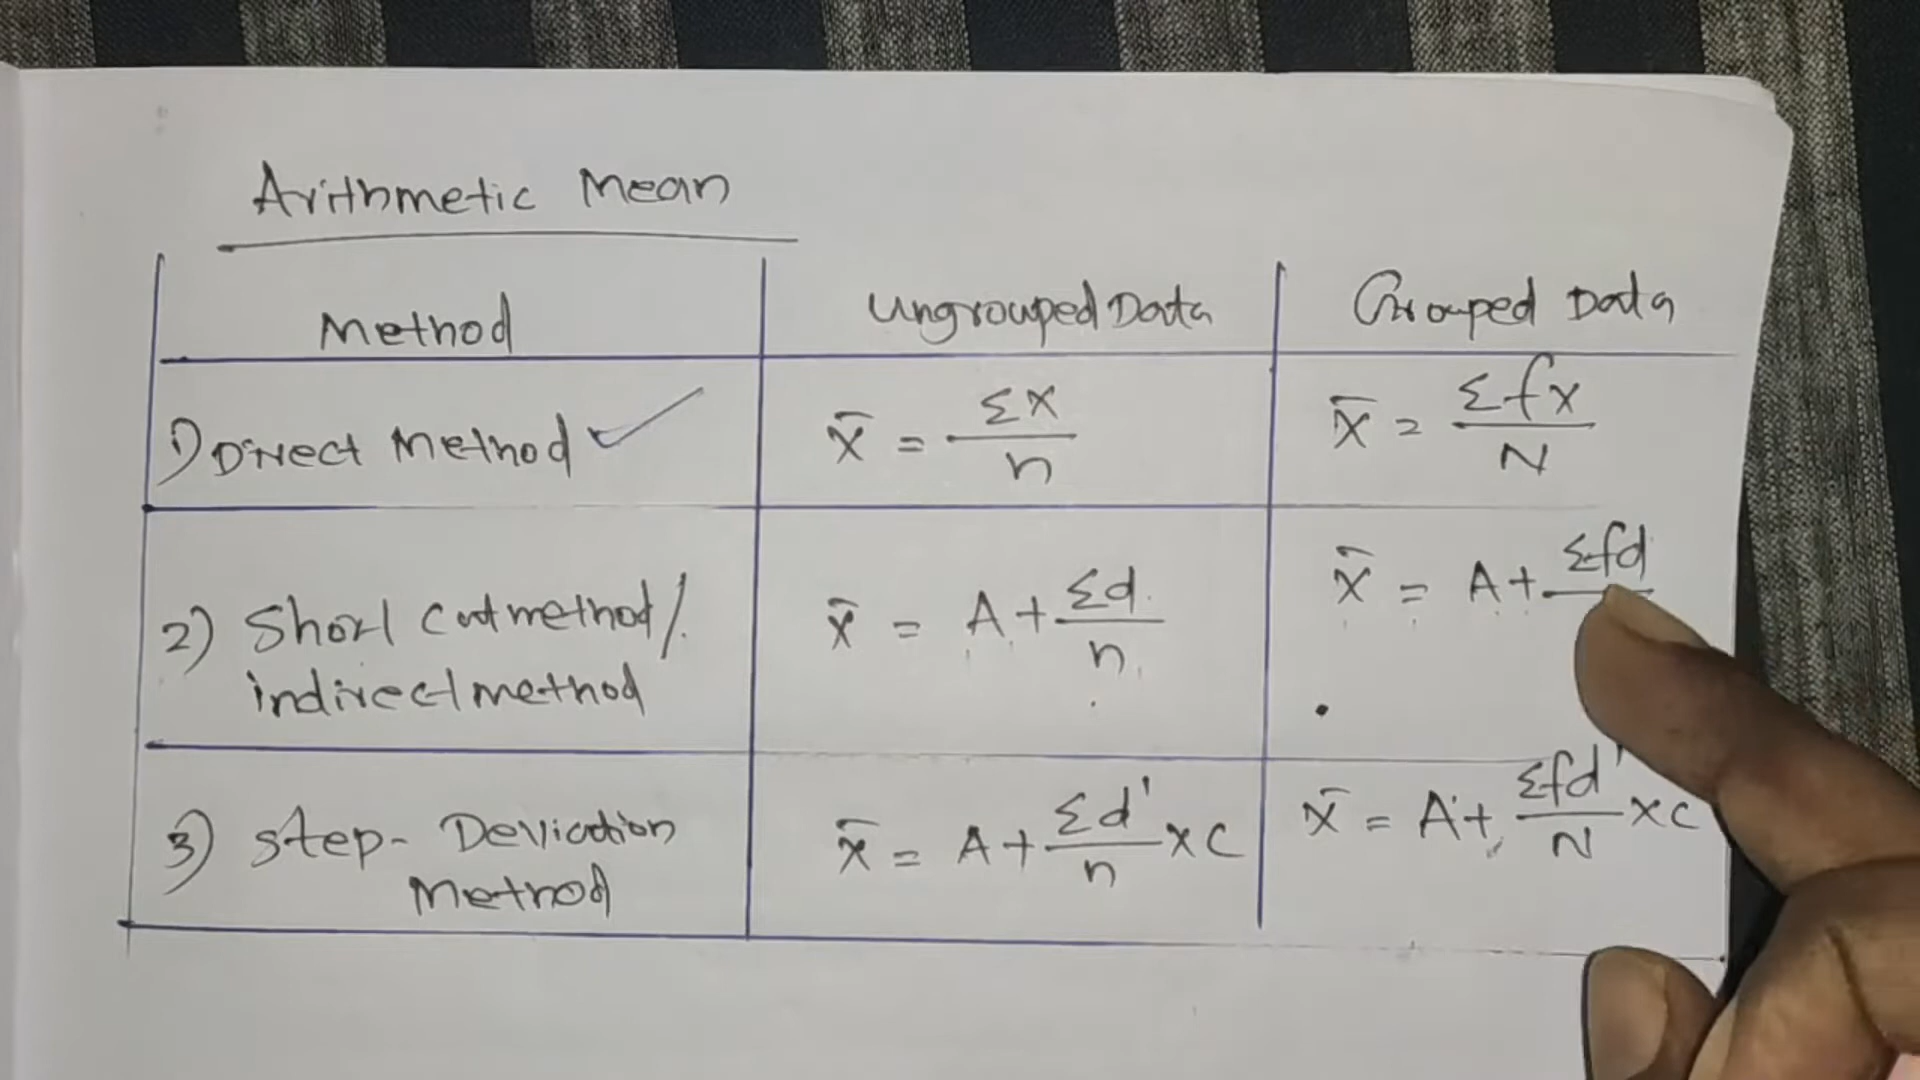 Arithmetic Mean
Method Ungrouped Data Grouped Data
1) Direct Method ✓ x̄ = Σx/n x̄ = Σfx/N
2) Short cut method / indirect method x̄ = A + Σd/n x̄ = A + Σfd
3) Step-Deviation Method x̄ = A + Σd'/n × C x̄ = A + Σfd'/N × C